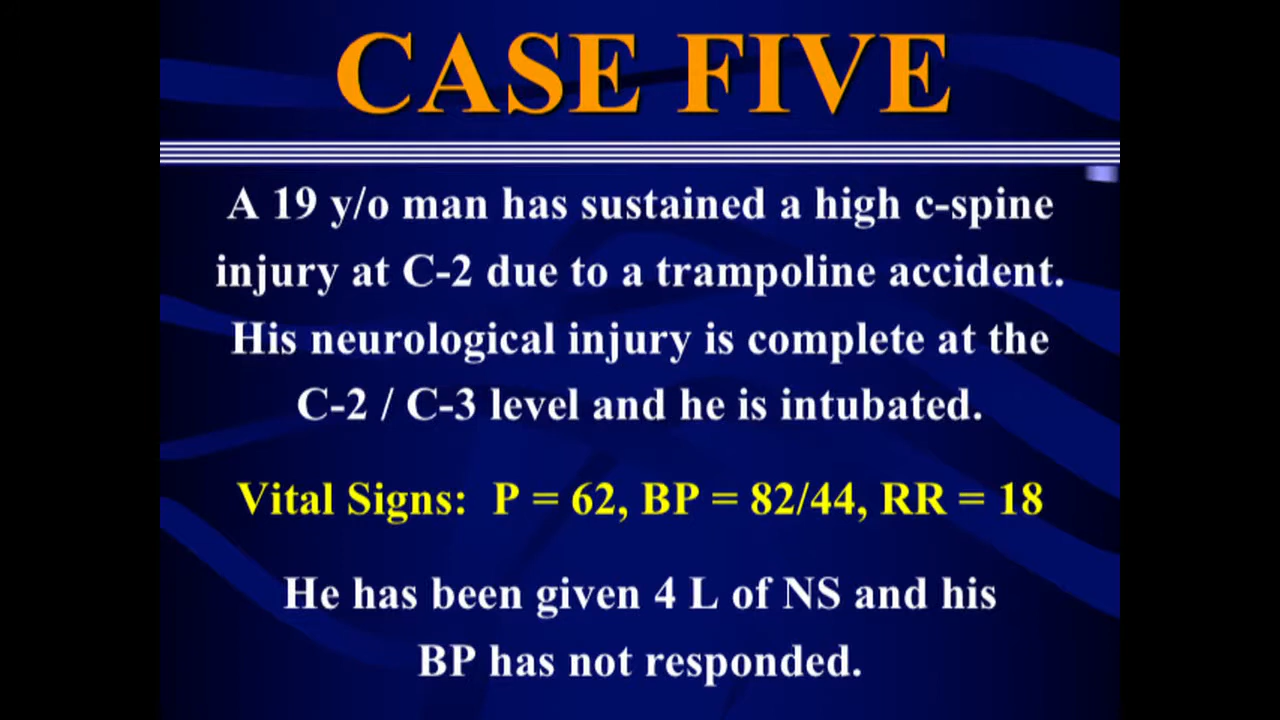 CASE FIVE
A 19 y/o man has sustained a high c-spine
injury at C-2 due to a trampoline accident.
His neurological injury is complete at the
C-2 / C-3 level and he is intubated.
Vital Signs: P = 62, BP = 82/44, RR = 18
He has been given 4 L of NS and his
BP has not responded.